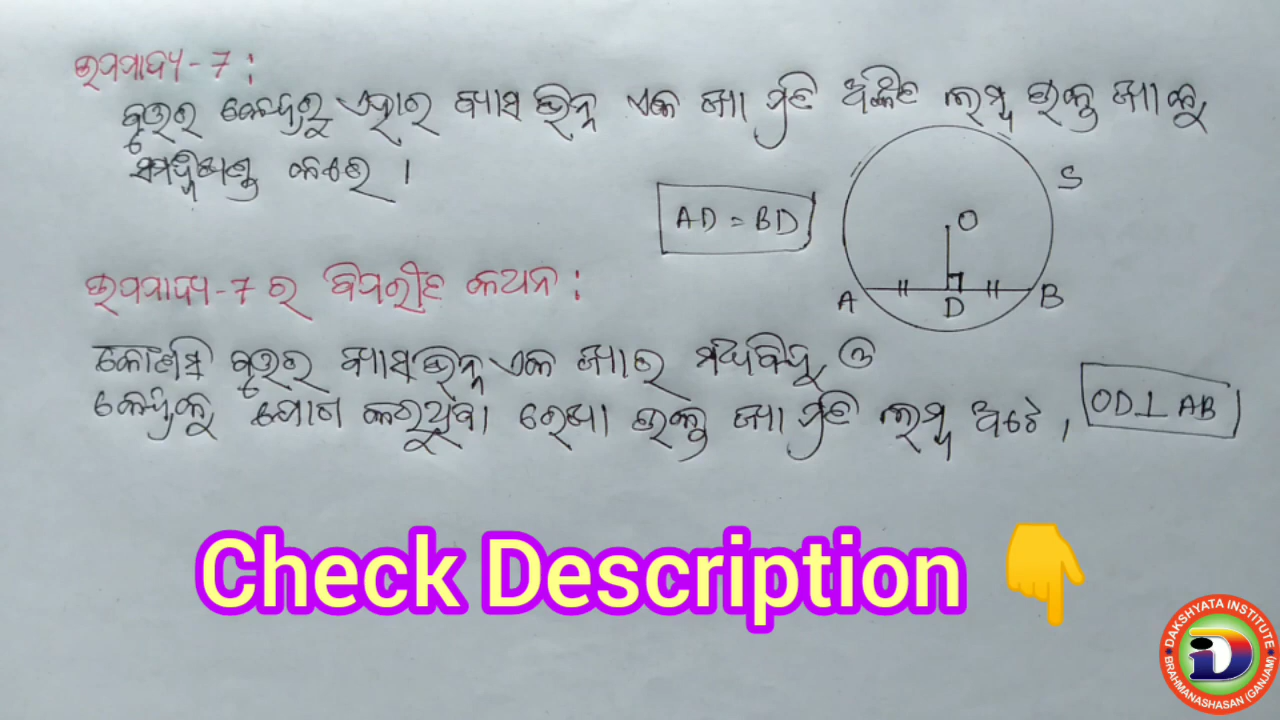 ଉପପାଦ୍ୟ - 7 :
ବୃତ୍ତର କେନ୍ଦ୍ରରୁ ଏହାର ବ୍ୟାସ ଭିନ୍ନ ଏକ ଜ୍ୟା ପ୍ରତି ଅଙ୍କିତ ଲମ୍ବ ଉକ୍ତ ଜ୍ୟାକୁ
ସମଦ୍ୱିଖଣ୍ଡ କରେ ।
S
AD = BD
O
ଉପପାଦ୍ୟ - 7 ର ବିପରୀତ କଥନ :
A D B
କୌଣସି ବୃତ୍ତର ବ୍ୟାସ ଭିନ୍ନ ଏକ ଜ୍ୟାର ମଧ୍ୟବିନ୍ଦୁ ଓ
କେନ୍ଦ୍ରକୁ ଯୋଗ କରୁଥିବା ରେଖା ଉକ୍ତ ଜ୍ୟା ପ୍ରତି ଲମ୍ବ ଅଟେ ,
OD⊥ AB
Check Description 👇
DAKSHYATA INSTITUTE
iD
BRAHMANASHASAN (GANJAM)